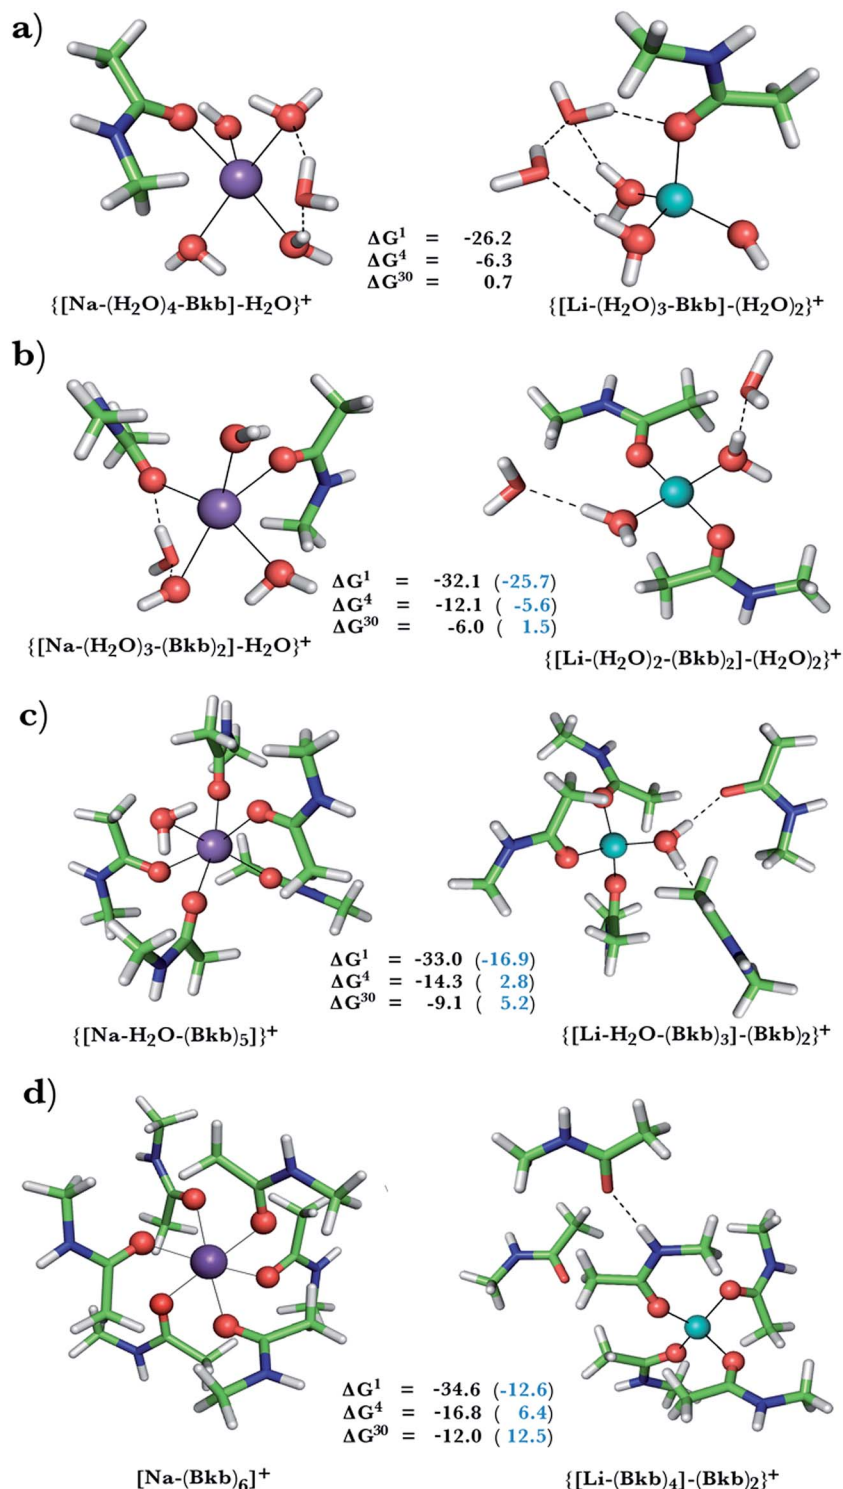 a)
ΔG¹ = -26.2
ΔG⁴ = -6.3
ΔG³⁰ = 0.7
{[Na-(H₂O)₄-Bkb]-H₂O}⁺
{[Li-(H₂O)₃-Bkb]-(H₂O)₂}⁺
b)
ΔG¹ = -32.1 (-25.7)
ΔG⁴ = -12.1 ( -5.6)
ΔG³⁰ = -6.0 ( 1.5)
{[Na-(H₂O)₃-(Bkb)₂]-H₂O}⁺
{[Li-(H₂O)₂-(Bkb)₂]-(H₂O)₂}⁺
c)
ΔG¹ = -33.0 (-16.9)
ΔG⁴ = -14.3 ( 2.8)
ΔG³⁰ = -9.1 ( 5.2)
{[Na-H₂O-(Bkb)₅]}⁺
{[Li-H₂O-(Bkb)₃]-(Bkb)₂}⁺
d)
ΔG¹ = -34.6 (-12.6)
ΔG⁴ = -16.8 ( 6.4)
ΔG³⁰ = -12.0 ( 12.5)
[Na-(Bkb)₆]⁺
{[Li-(Bkb)₄]-(Bkb)₂}⁺